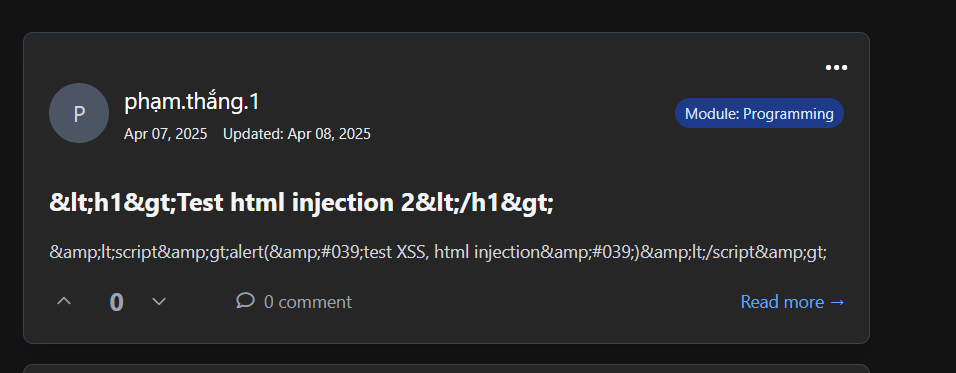 P
phạm.thắng.1
Apr 07, 2025 Updated: Apr 08, 2025
Module: Programming
&lt;h1&gt;Test html injection 2&lt;/h1&gt;
&amp;lt;script&amp;gt;alert(&amp;#039;test XSS, html injection&amp;#039;)&amp;lt;/script&amp;gt;
0
0 comment
Read more →